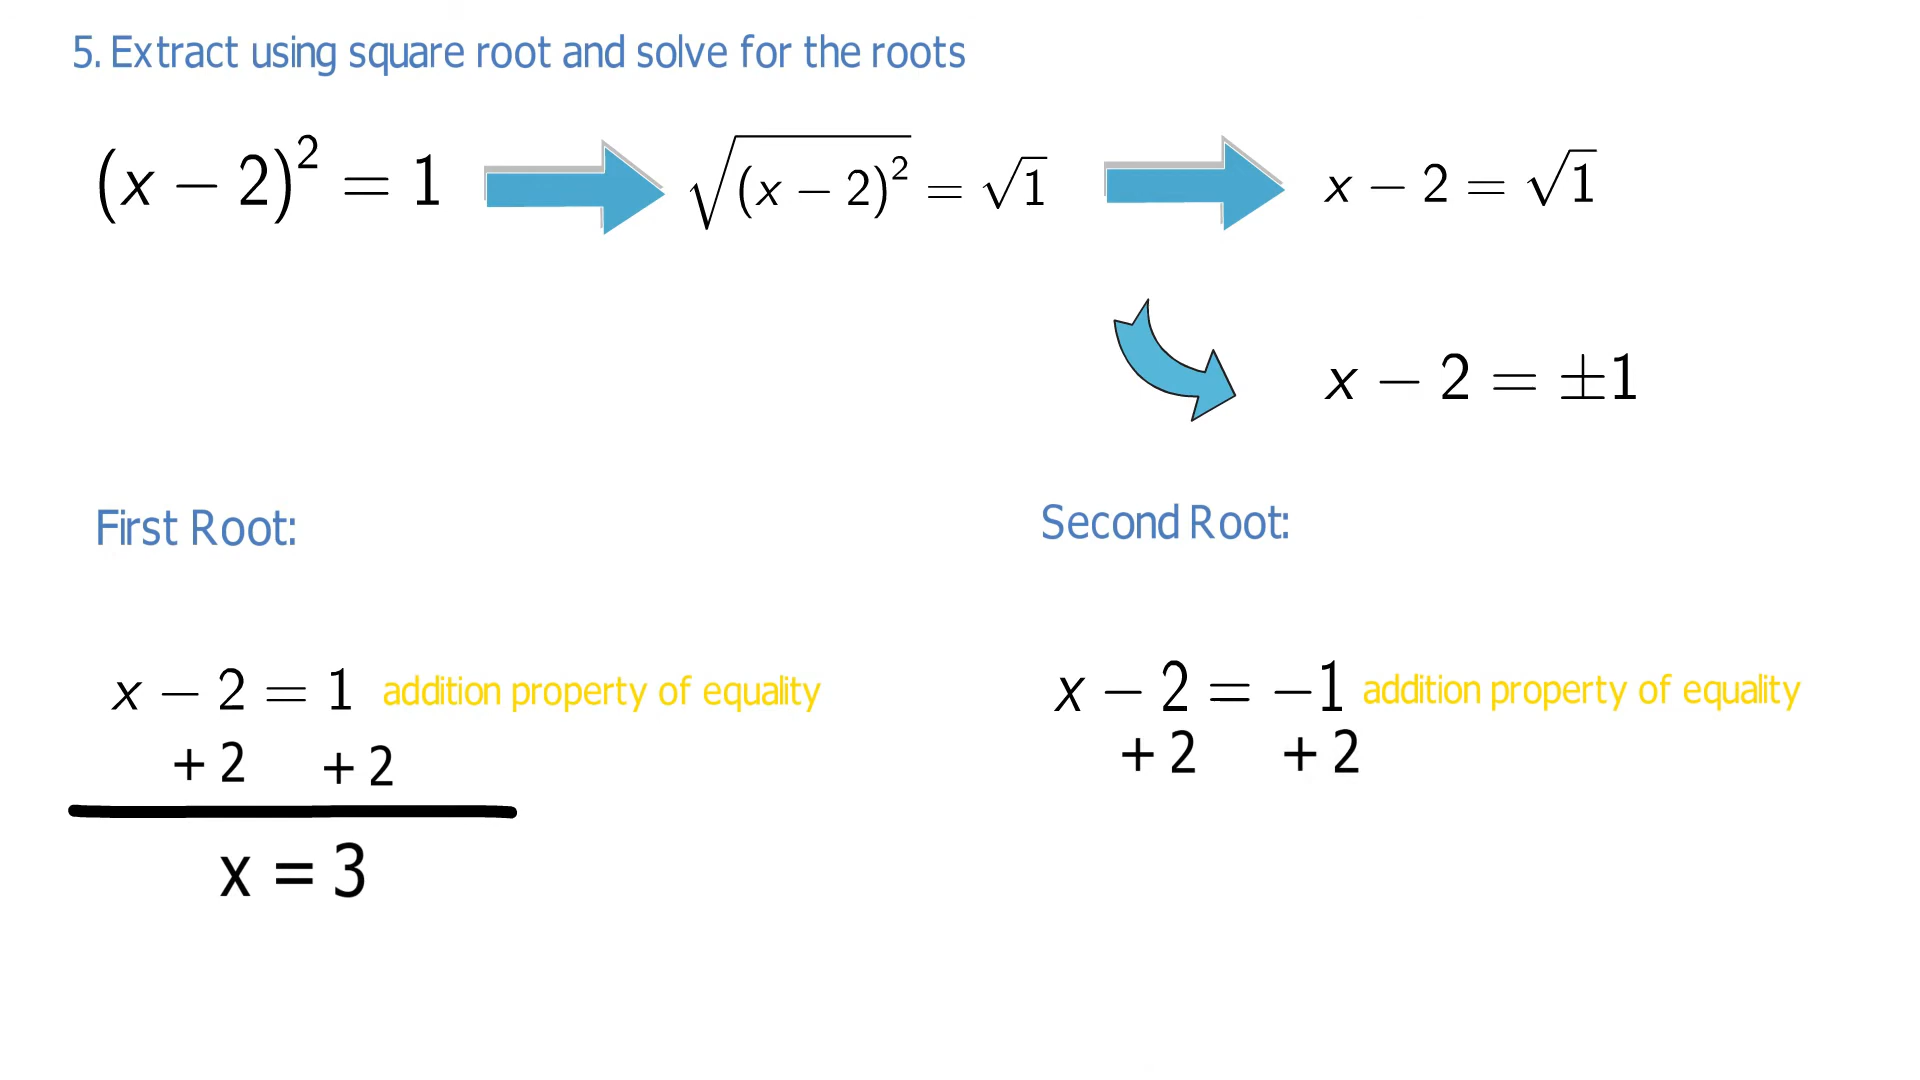 5. Extract using square root and solve for the roots
(x − 2)² = 1
√(x − 2)² = √1
x − 2 = √1
x − 2 = ±1
First Root:
x − 2 = 1 addition property of equality
+ 2 + 2
x = 3
Second Root:
x − 2 = −1 addition property of equality
+ 2 + 2